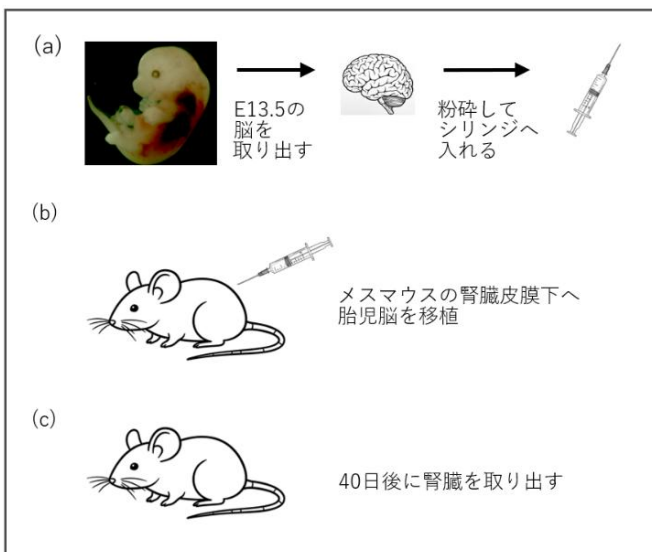 (a)
E13.5の
脳を
取り出す
粉砕して
シリンジへ
入れる
(b)
メスマウスの腎臓皮膜下へ
胎児脳を移植
(c)
40日後に腎臓を取り出す